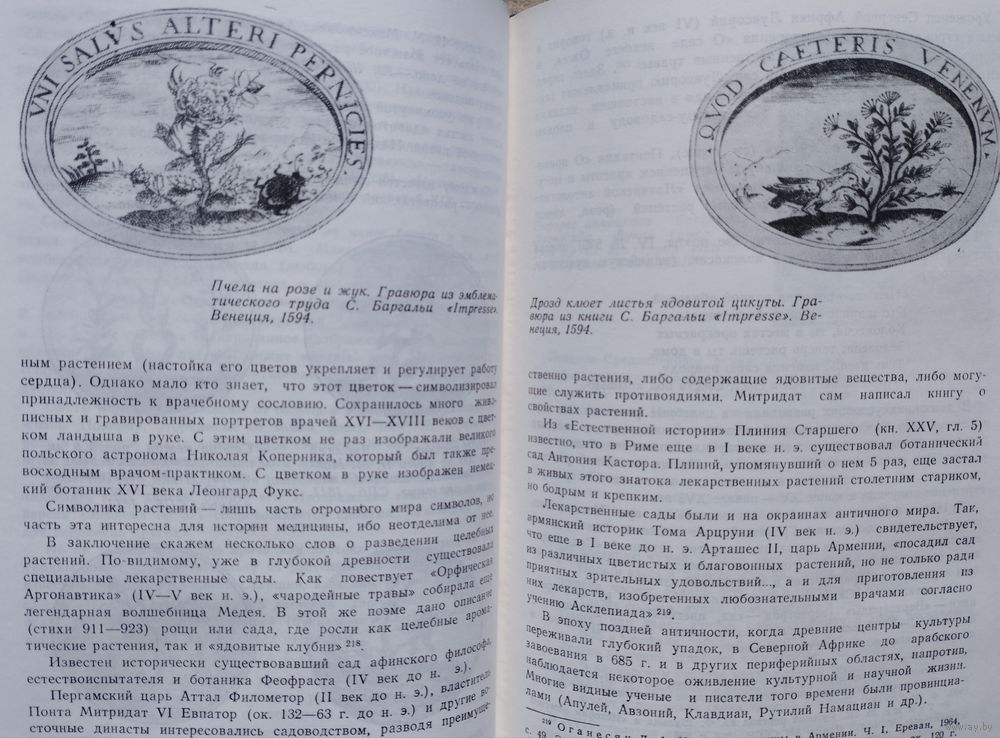 VNI SALVS ALTERI PERNICIES.
Пчела на розе и жук. Гравюра из эмблема-
тического труда С. Баргальи «Impresse».
Венеция, 1594.
ным растением (настойка его цветов укрепляет и регулирует работу
сердца). Однако мало кто знает, что этот цветок — символизировал
принадлежность к врачебному сословию. Сохранилось много живо-
писных и гравированных портретов врачей XVI—XVIII веков с цвет-
ком ландыша в руке. С этим цветком не раз изображали великого
польского астронома Николая Коперника, который был также пре-
восходным врачом-практиком. С цветком в руке изображен немец-
кий ботаник XVI века Леонгард Фукс.
Символика растений — лишь часть огромного мира символов, но
часть эта интересна для истории медицины, ибо неотделима от нее.
В заключение скажем несколько слов о разведении целебных
растений. По-видимому, уже в глубокой древности существовали
специальные лекарственные сады. Как повествует «Орфическая
Аргонавтика» (IV—V век н. э.), «чародейные травы» собирала еще
легендарная волшебница Медея. В этой же поэме дано описание
(стихи 911—923) рощи или сада, где росли как целебные арома-
тические растения, так и «ядовитые клубни» 218.
Известен исторически существовавший сад афинского философа,
естествоиспытателя и ботаника Феофраста (IV век до н. э.).
Пергамский царь Аттал Филометор (II век до н. э.), властитель
Понта Митридат VI Евпатор (ок. 132—63 г. до н. э.) и другие во-
сточные династы интересовались садоводством, разводя преимуще-
QVOD CAETERIS VENENVM
Дрозд клюет листья ядовитой цикуты. Гра-
вюра из книги С. Баргальи «Impresse». Ве-
неция, 1594.
ственно растения, либо содержащие ядовитые вещества, либо могу-
щие служить противоядиями. Митридат сам написал книгу о
свойствах растений.
Из «Естественной истории» Плиния Старшего (кн. XXV, гл. 5)
известно, что в Риме еще в I веке н. э. существовал ботанический
сад Антония Кастора. Плиний, упомянувший о нем 5 раз, еще застал
в живых этого знатока лекарственных растений столетним стариком,
но бодрым и крепким.
Лекарственные сады были и на окраинах античного мира. Так,
армянский историк Тома Арцруни (IV век н. э.) свидетельствует,
что еще в I веке до н. э. Арташес II, царь Армении, «посадил сад
из различных цветистых и благовонных растений, но не только ради
приятных зрительных удовольствий..., а и для приготовления из
них лекарств, изобретенных любознательными врачами согласно
учению Асклепиада» 219.
В эпоху поздней античности, когда древние центры культуры
переживали глубокий упадок, в Северной Африке до арабского
завоевания в 685 г. и в других периферийных областях, напротив,
наблюдается некоторое оживление культурной и научной жизни.
Многие видные ученые и писатели того времени были провинциа-
лами (Апулей, Авзоний, Клавдиан, Рутилий Намациан и др.).
219 Оганесян в Армении. Ч. I, Ереван, 1964,
с. 49 120 г.
www.ay.by